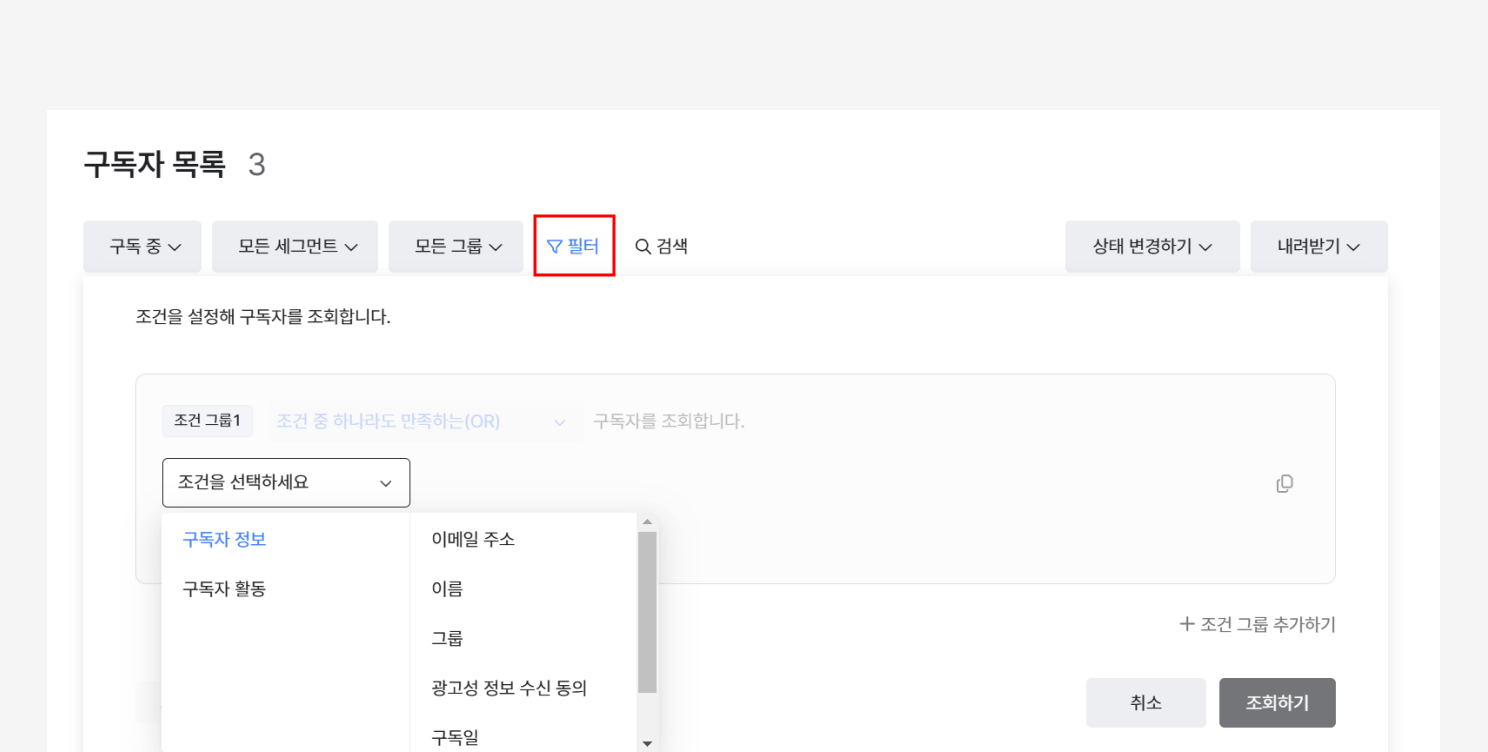 구독자 목록 3
구독 중 모든 세그먼트 모든 그룹 필터 검색 상태 변경하기 내려받기
조건을 설정해 구독자를 조회합니다.
조건 그룹1 조건 중 하나라도 만족하는(OR) 구독자를 조회합니다.
조건을 선택하세요
구독자 정보 이메일 주소
구독자 활동 이름
+ 조건 그룹 추가하기
그룹
광고성 정보 수신 동의
취소 조회하기
구독일